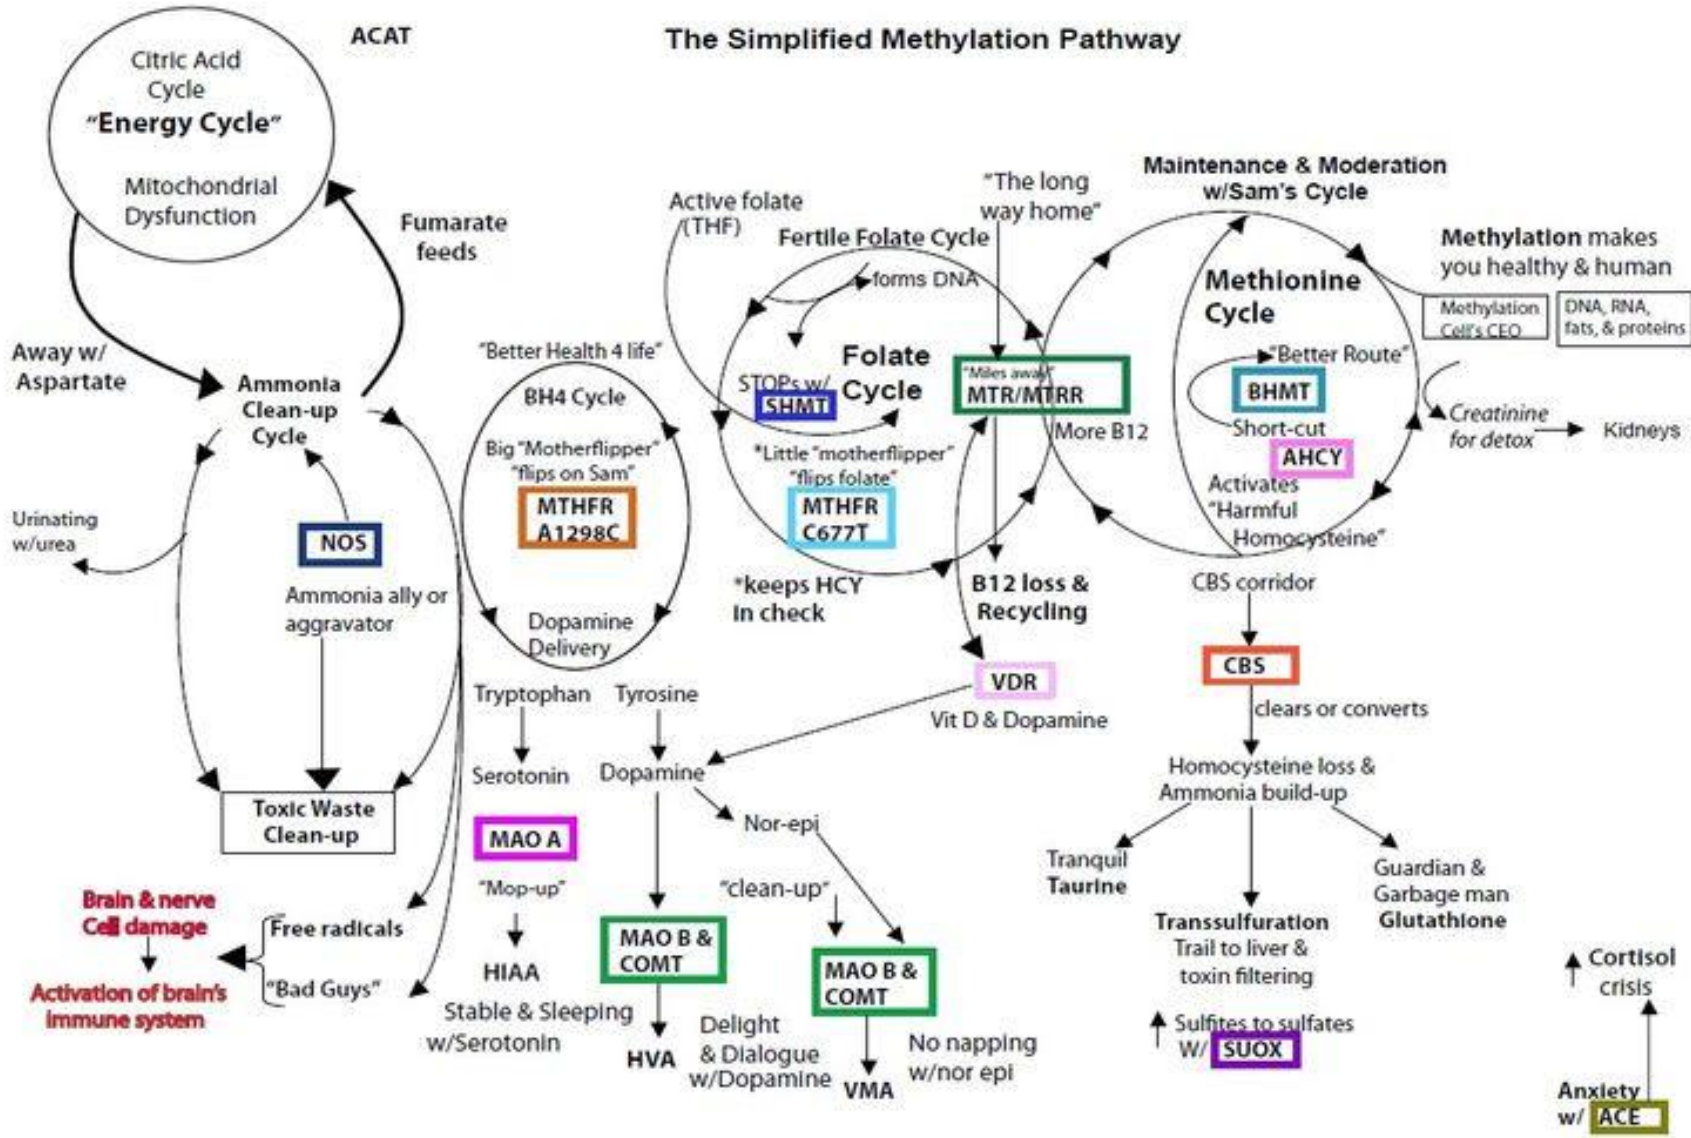 The Simplified Methylation Pathway
ACAT
Citric Acid
Cycle
"Energy Cycle"
Mitochondrial
Dysfunction
Fumarate
feeds
Away w/
Aspartate
Ammonia
Clean-up
Cycle
Urinating
w/urea
NOS
Ammonia ally or
aggravator
Toxic Waste
Clean-up
Brain & nerve
Cell damage
Activation of brain's
immune system
Free radicals
"Bad Guys"
"Better Health 4 life"
BH4 Cycle
Big "Motherflipper"
"flips on Sam"
MTHFR
A1298C
Dopamine
Delivery
Tryptophan
Serotonin
MAO A
"Mop-up"
HIAA
Stable & Sleeping
w/Serotonin
Tyrosine
Dopamine
MAO B &
COMT
HVA
Delight
& Dialogue
w/Dopamine
Nor-epi
"clean-up"
MAO B &
COMT
VMA
No napping
w/nor epi
Active folate
(THF)
Fertile Folate Cycle
forms DNA
STOPs w/
SHMT
Folate
Cycle
*Little "motherflipper"
"flips folate"
MTHFR
C677T
*keeps HCY
In check
"The long
way home"
"Miles away"
MTR/MTRR
More B12
B12 loss &
Recycling
VDR
Vit D & Dopamine
Maintenance & Moderation
w/Sam's Cycle
Methionine
Cycle
"Better Route"
BHMT
Short-cut
AHCY
Activates
"Harmful
Homocysteine"
Methylation makes
you healthy & human
Methylation
Cell's CEO
DNA, RNA,
fats, & proteins
Creatinine
for detox
Kidneys
CBS corridor
CBS
clears or converts
Homocysteine loss &
Ammonia build-up
Tranquil
Taurine
Transsulfuration
Trail to liver &
toxin filtering
Sulfites to sulfates
W/ SUOX
Guardian &
Garbage man
Glutathione
Cortisol
crisis
Anxiety
w/ ACE